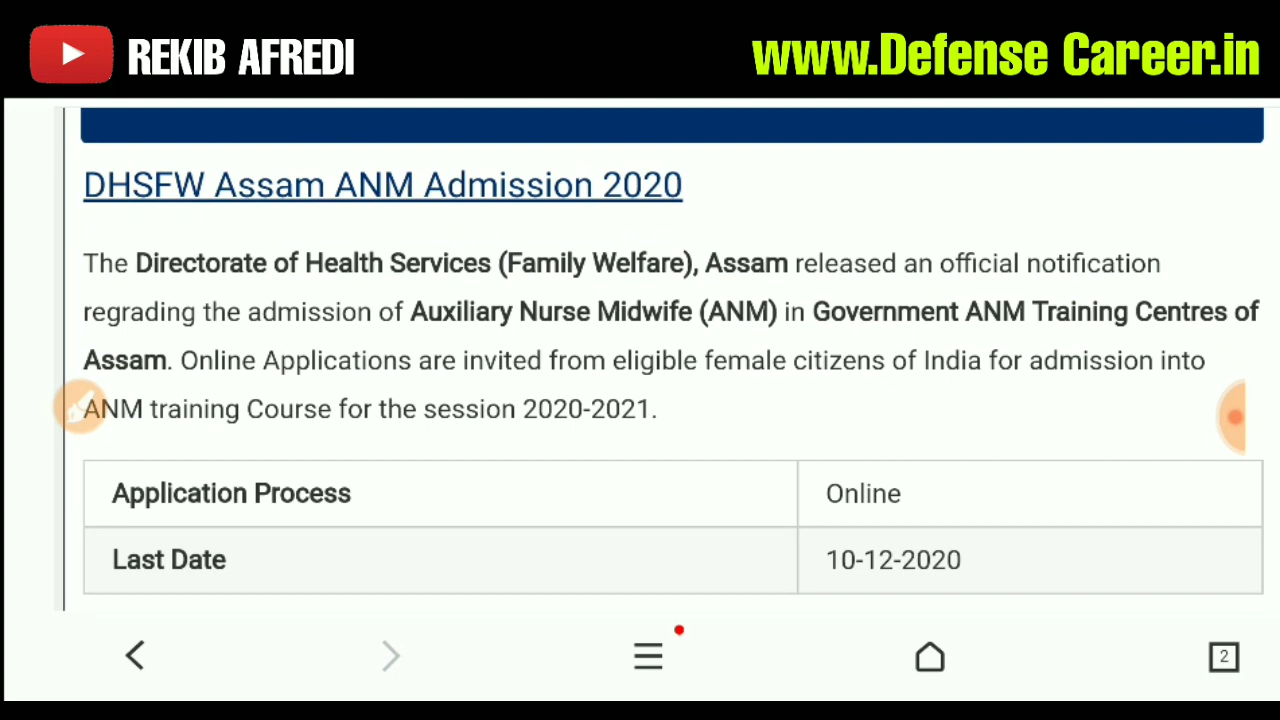 REKIB AFREDI
www.Defense Career.in
DHSFW Assam ANM Admission 2020
The Directorate of Health Services (Family Welfare), Assam released an official notification
regrading the admission of Auxiliary Nurse Midwife (ANM) in Government ANM Training Centres of
Assam. Online Applications are invited from eligible female citizens of India for admission into
ANM training Course for the session 2020-2021.
Application Process Online
Last Date 10-12-2020
2